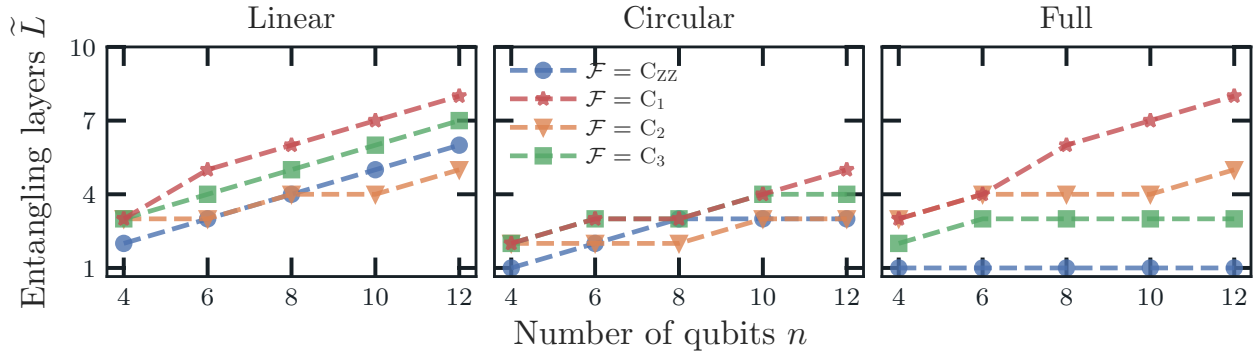 Linear Circular Full
Entangling layers L̃
10
7
4
1
ℱ = C_ZZ
ℱ = C_1
ℱ = C_2
ℱ = C_3
4 6 8 10 12 4 6 8 10 12 4 6 8 10 12
Number of qubits n